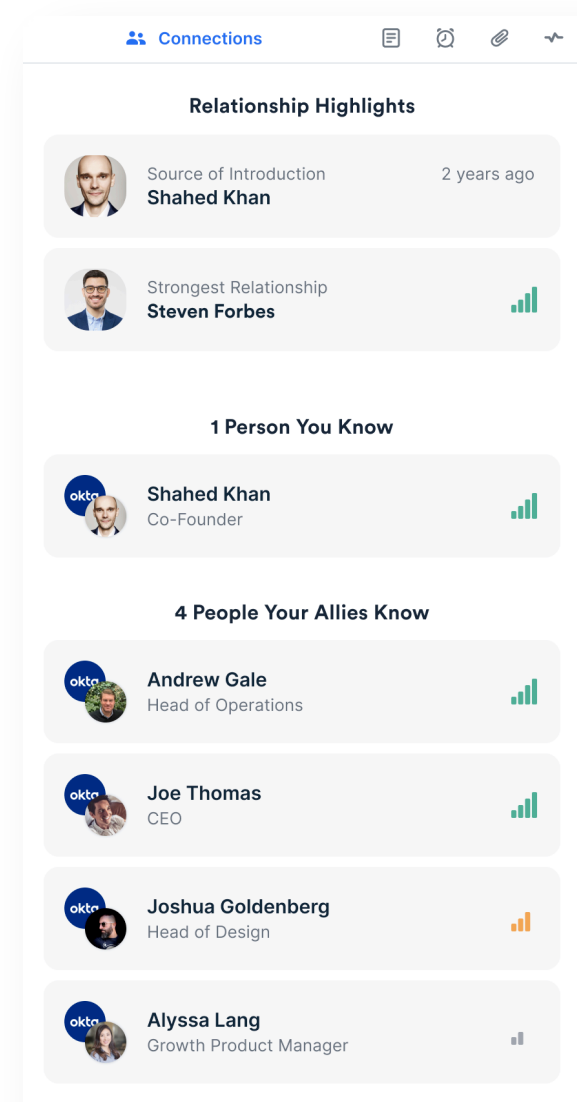 Connections
Relationship Highlights
Source of Introduction
2 years ago
Shahed Khan
Strongest Relationship
Steven Forbes
1 Person You Know
okta
Shahed Khan
Co-Founder
4 People Your Allies Know
okta
Andrew Gale
Head of Operations
okta
Joe Thomas
CEO
okta
Joshua Goldenberg
Head of Design
okta
Alyssa Lang
Growth Product Manager